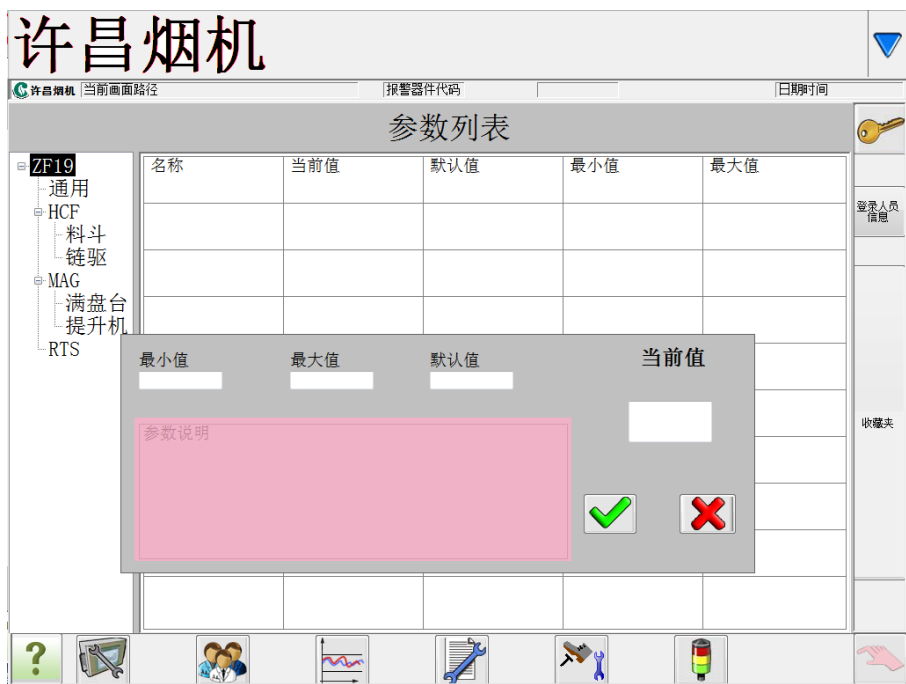 许昌烟机
许昌烟机 当前画面路径 报警器件代码 日期时间
参数列表
ZF19
通用
HCF
料斗
链驱
MAG
满盘台
提升机
RTS
名称 当前值 默认值 最小值 最大值
登录人员
信息
最小值 最大值 默认值 当前值
参数说明
收藏夹
?